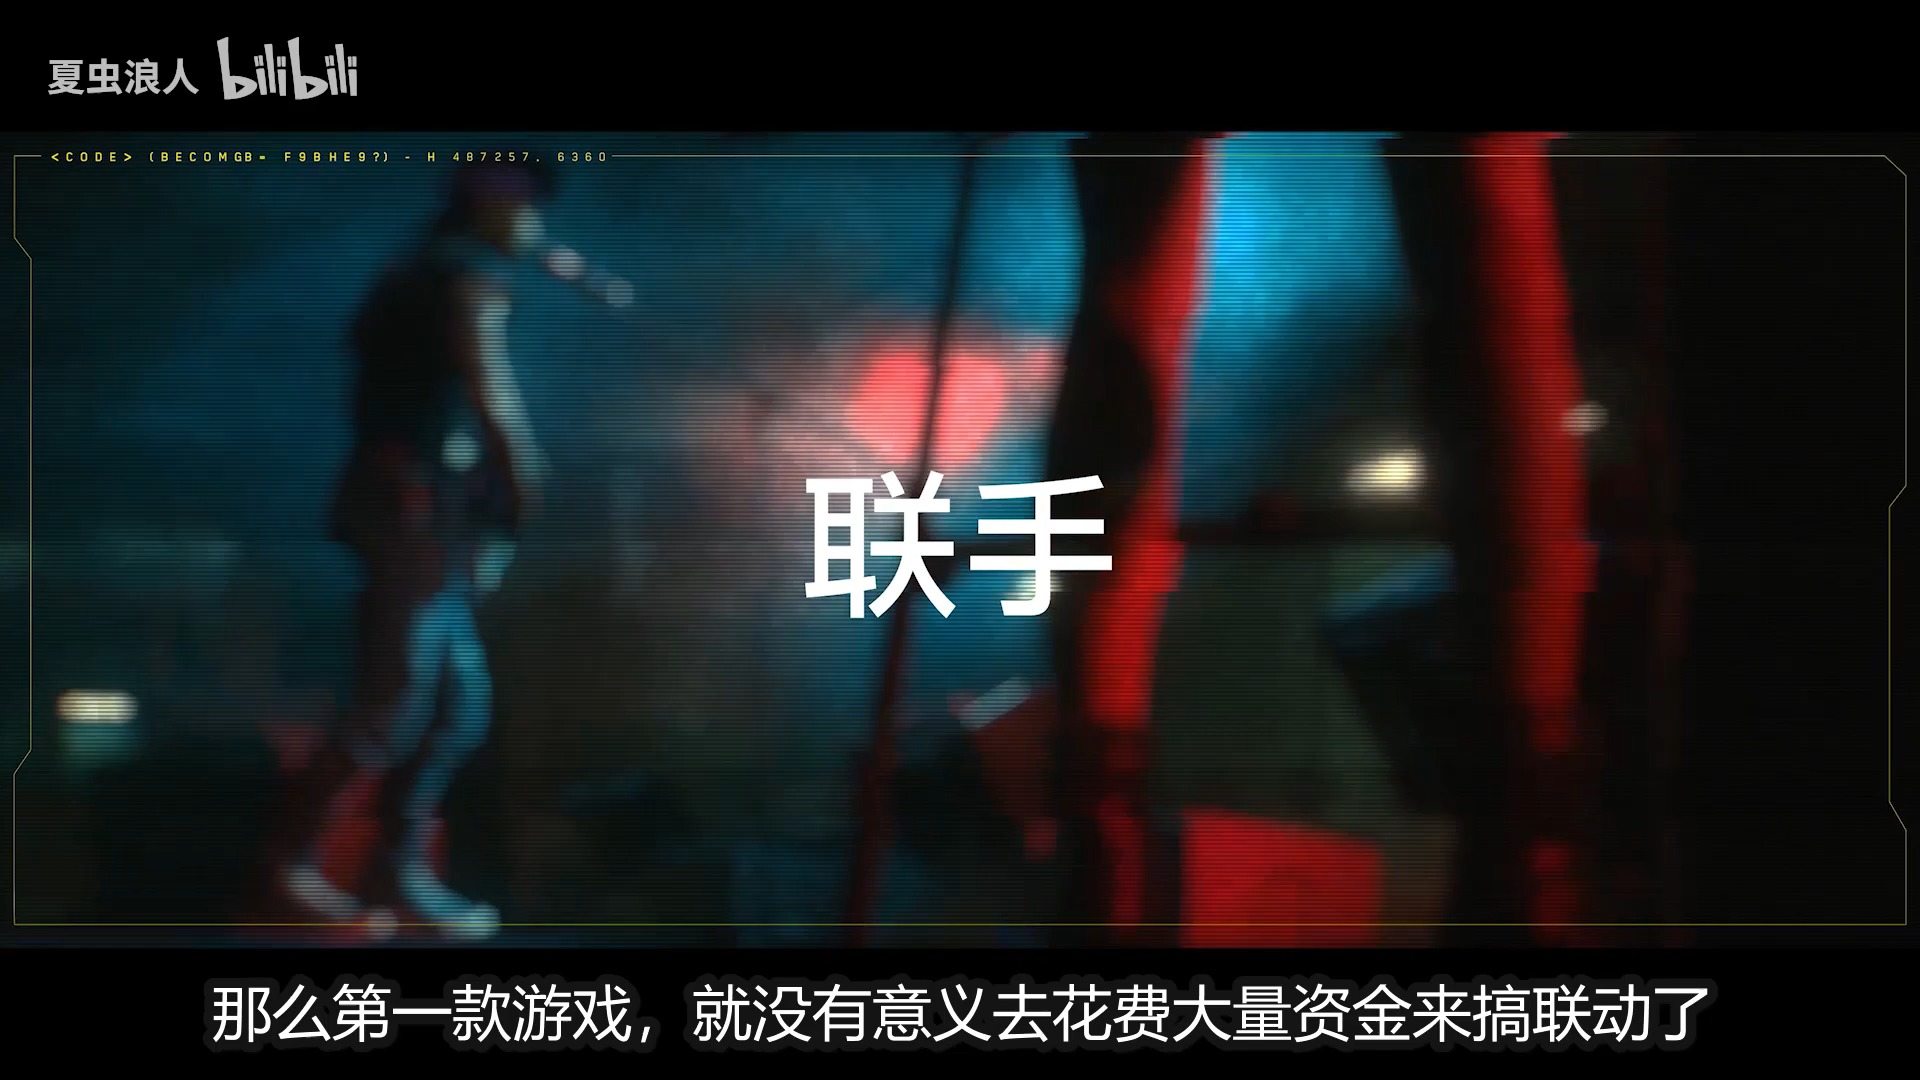 夏虫浪人 bilibili
<CODE> (BECOMGB= F9BHE9?) - H 487257. 6360
联手
那么第一款游戏，就没有意义去花费大量资金来搞联动了